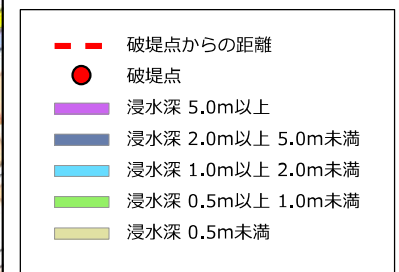 破堤点からの距離
破堤点
浸水深 5.0m以上
浸水深 2.0m以上 5.0m未満
浸水深 1.0m以上 2.0m未満
浸水深 0.5m以上 1.0m未満
浸水深 0.5m未満